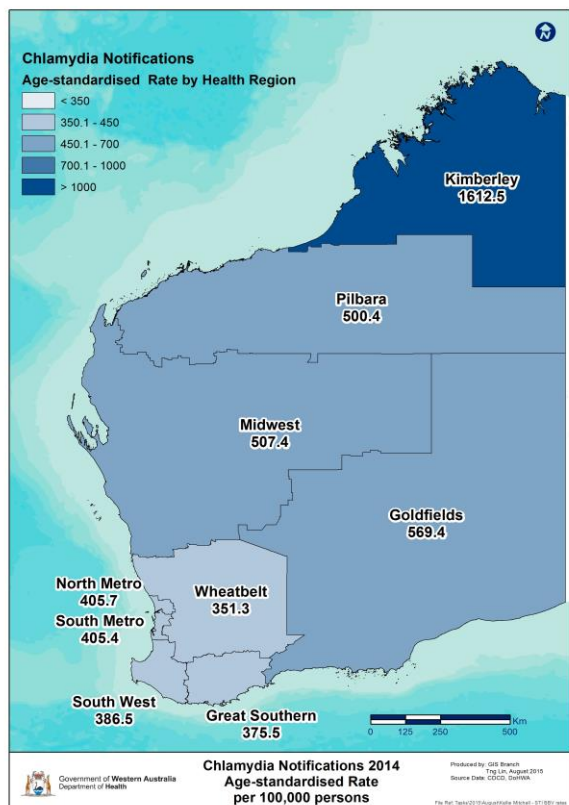 N
Chlamydia Notifications
Age-standardised Rate by Health Region
< 350
350.1 - 450
450.1 - 700
700.1 - 1000
> 1000
Kimberley
1612.5
Pilbara
500.4
Midwest
507.4
Goldfields
569.4
North Metro
405.7
Wheatbelt
351.3
South Metro
405.4
South West
386.5
Great Southern
375.5
0 125 250 500
Km
Government of Western Australia
Department of Health
Chlamydia Notifications 2014
Age-standardised Rate
per 100,000 persons
Produced by: GIS Branch
Tng Lin, August 2015
Source Data: CDCD, DoHWA